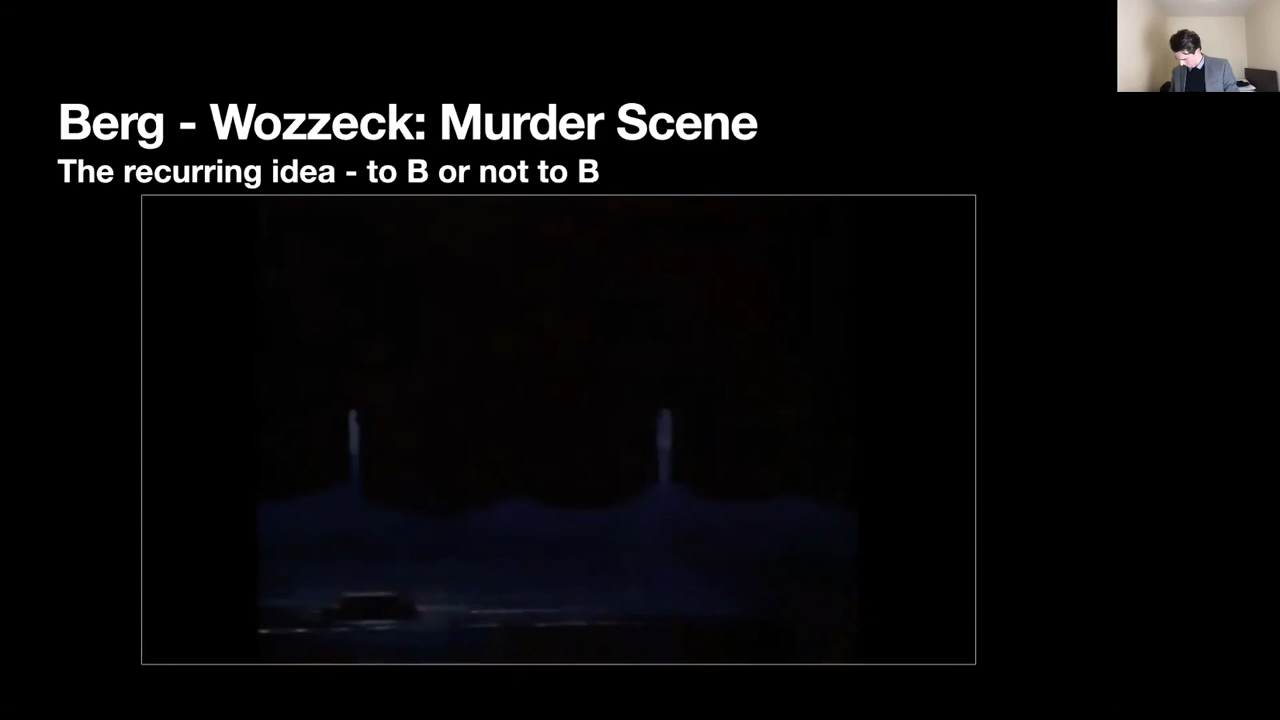 Berg - Wozzeck: Murder Scene
The recurring idea - to B or not to B